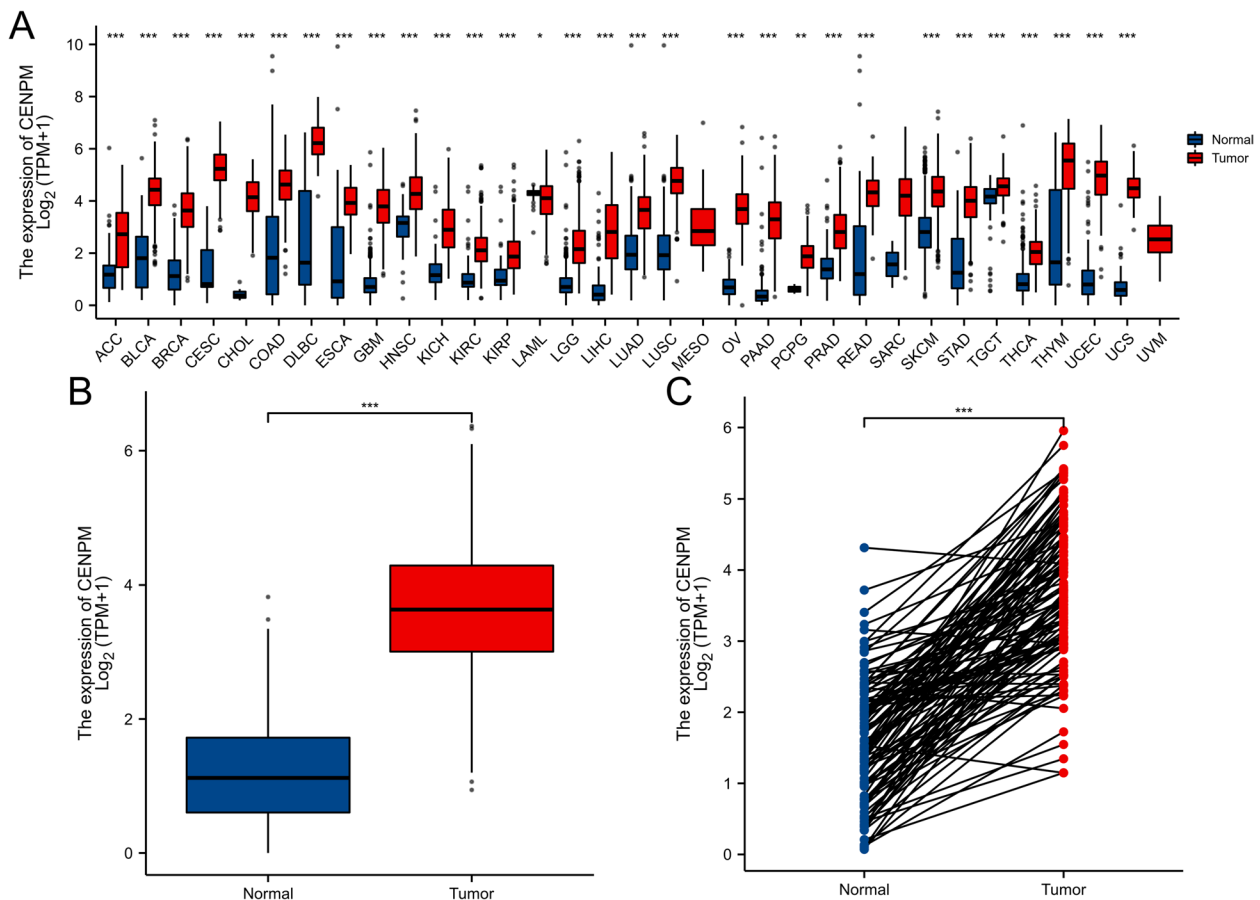 A
The expression of CENPM
Log2 (TPM+1)
10
8
6
4
2
0
*** *** *** *** *** *** *** *** *** *** *** *** *** * *** *** *** *** *** *** ** *** *** *** *** *** *** *** *** ***
Normal
Tumor
ACC BLCA BRCA CESC CHOL COAD DLBC ESCA GBM HNSC KICH KIRC KIRP LAML LGG LIHC LUAD LUSC MESO OV PAAD PCPG PRAD READ SARC SKCM STAD TGCT THCA THYM UCEC UCS UVM
B
The expression of CENPM
Log2 (TPM+1)
6
4
2
0
***
Normal Tumor
C
The expression of CENPM
Log2 (TPM+1)
6
5
4
3
2
1
0
***
Normal Tumor